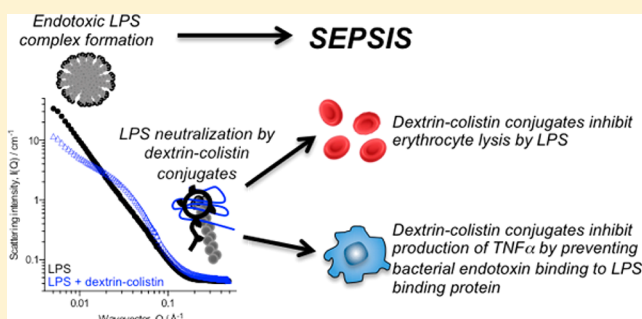 Endotoxic LPS
complex formation
SEPSIS
LPS neutralization by
dextrin-colistin
conjugates
Dextrin-colistin conjugates inhibit
erythrocyte lysis by LPS
Dextrin-colistin conjugates inhibit
production of TNFα by preventing
bacterial endotoxin binding to LPS
binding protein
Scattering intensity, I(Q) / cm⁻¹
10
1
0.1
LPS
LPS + dextrin-colistin
0.01
0.1
Wavevector, Q / Å⁻¹